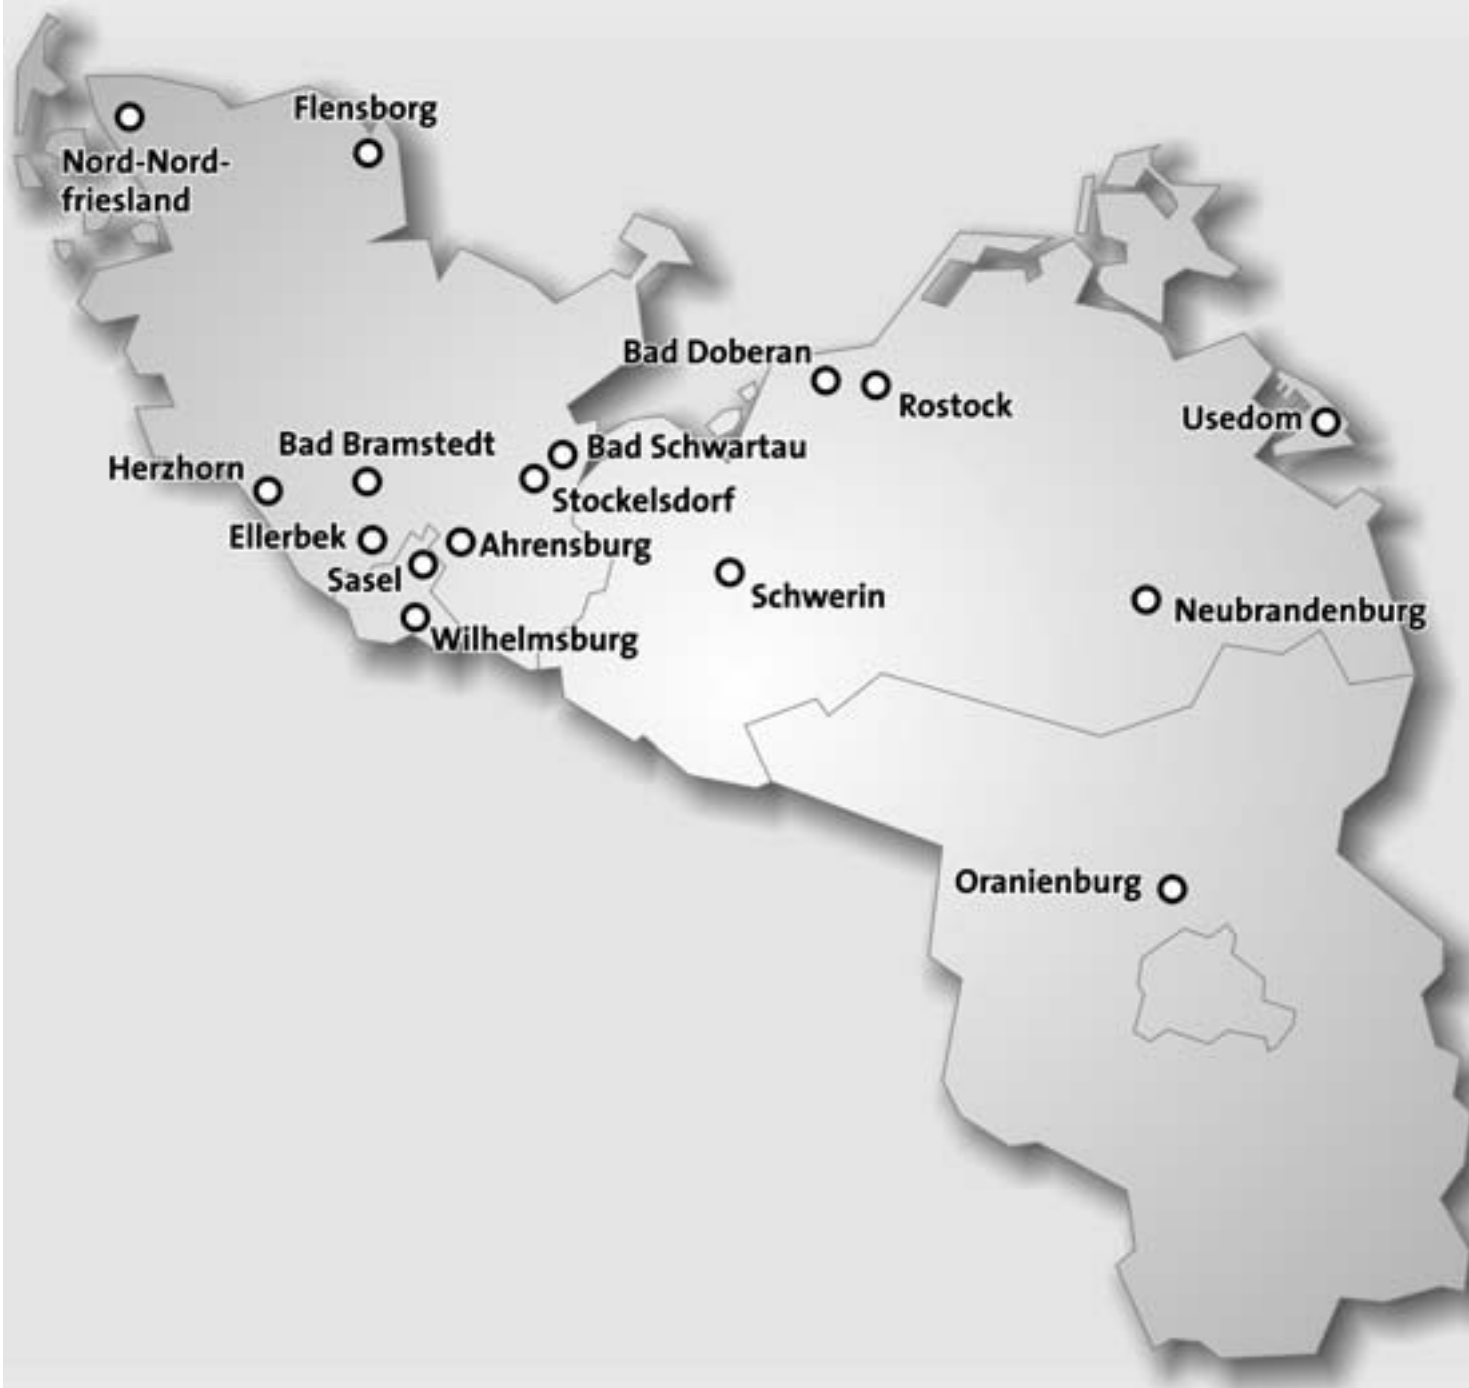 Flensborg
Nord-Nord-
friesland
Bad Doberan
Rostock
Usedom
Bad Bramstedt
Bad Schwartau
Herzhorn
Stockelsdorf
Ellerbek
Ahrensburg
Sasel
Schwerin
Neubrandenburg
Wilhelmsburg
Oranienburg